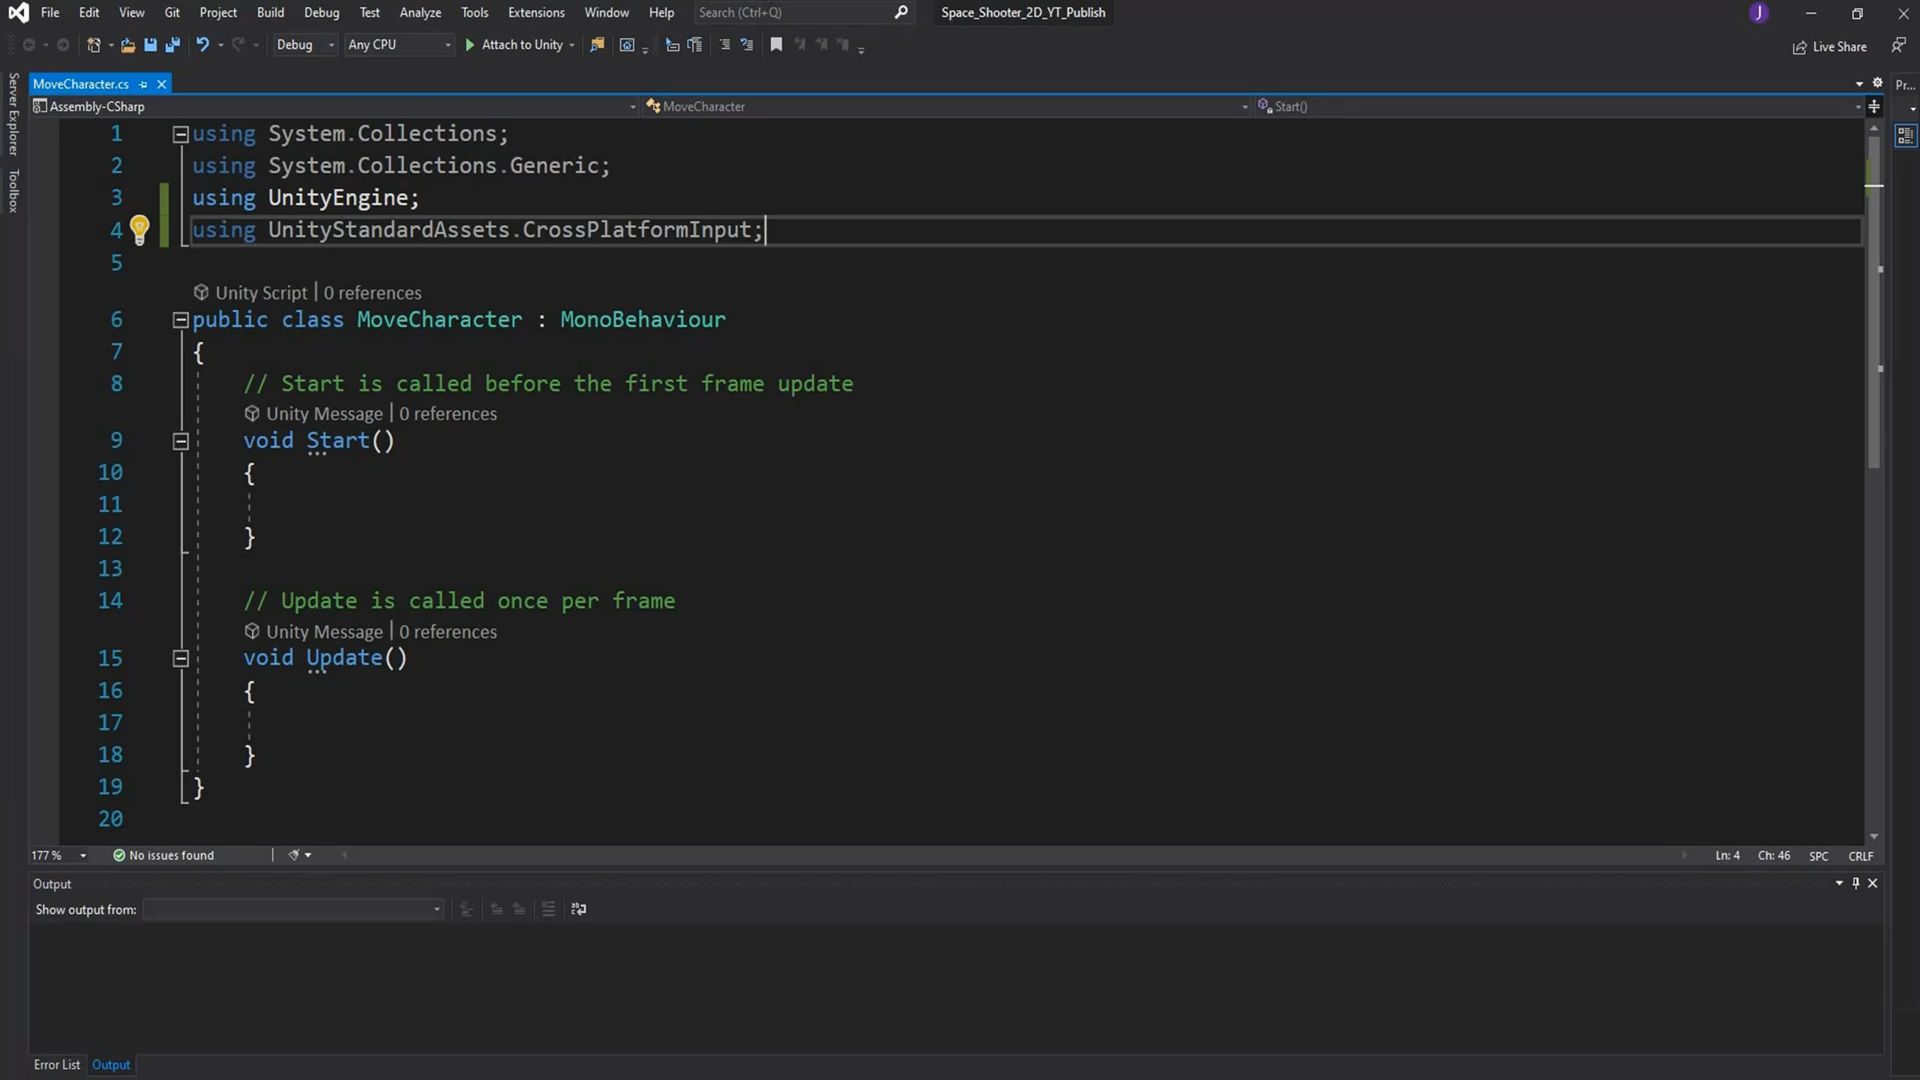 File Edit View Git Project Build Debug Test Analyze Tools Extensions Window Help Search (Ctrl+Q) Space_Shooter_2D_YT_Publish J
Debug Any CPU Attach to Unity Live Share
MoveCharacter.cs Pr...
Assembly-CSharp MoveCharacter Start()
Server Explorer
Toolbox
1 using System.Collections;
2 using System.Collections.Generic;
3 using UnityEngine;
4 using UnityStandardAssets.CrossPlatformInput;
5
Unity Script | 0 references
6 public class MoveCharacter : MonoBehaviour
7 {
8 // Start is called before the first frame update
Unity Message | 0 references
9 void Start()
10 {
11
12 }
13
14 // Update is called once per frame
Unity Message | 0 references
15 void Update()
16 {
17
18 }
19 }
20
177 % No issues found Ln: 4 Ch: 46 SPC CRLF
Output
Show output from:
Error List Output